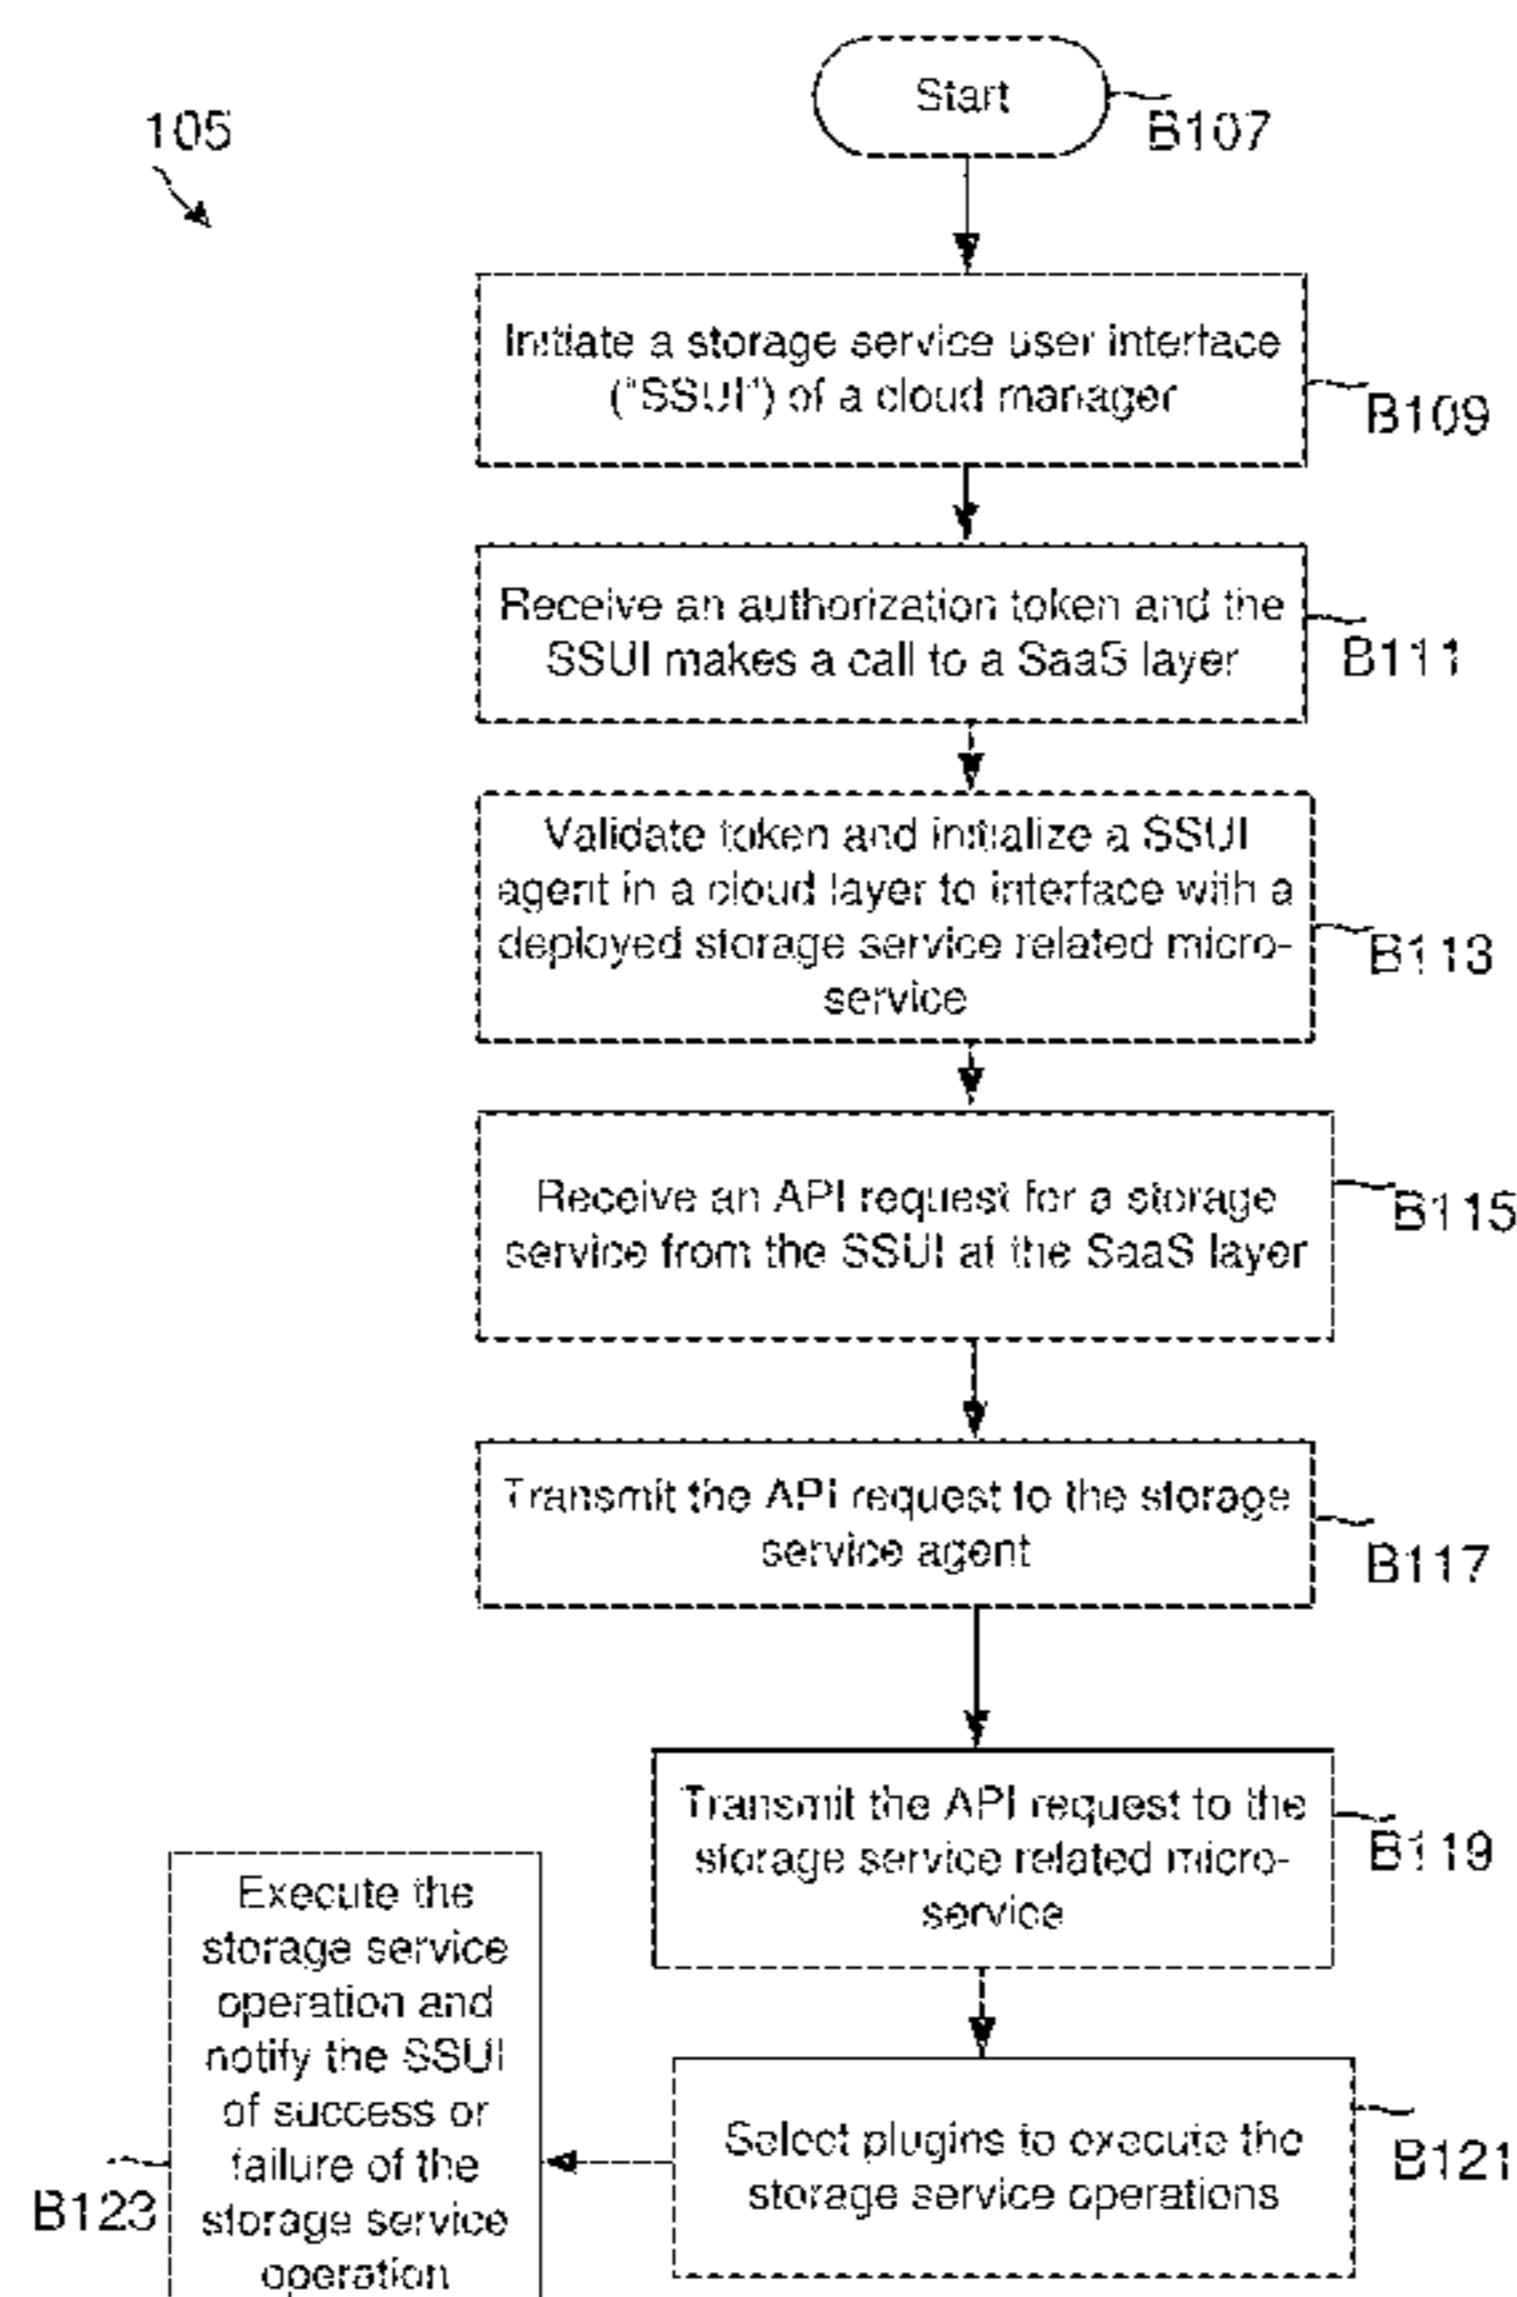 Start
B107
105
Initiate a storage service user interface
("SSUI") of a cloud manager
B109
Receive an authorization token and the
SSUI makes a call to a SaaS layer
B111
Validate token and initialize a SSUI
agent in a cloud layer to interface with a
deployed storage service related micro-
service
B113
Receive an API request for a storage
service from the SSUI at the SaaS layer
B115
Transmit the API request to the storage
service agent
B117
Transmit the API request to the
storage service related micro-
service
B119
Select plugins to execute the
storage service operations
B121
Execute the
storage service
operation and
notify the SSUI
of success or
failure of the
storage service
operation
B123